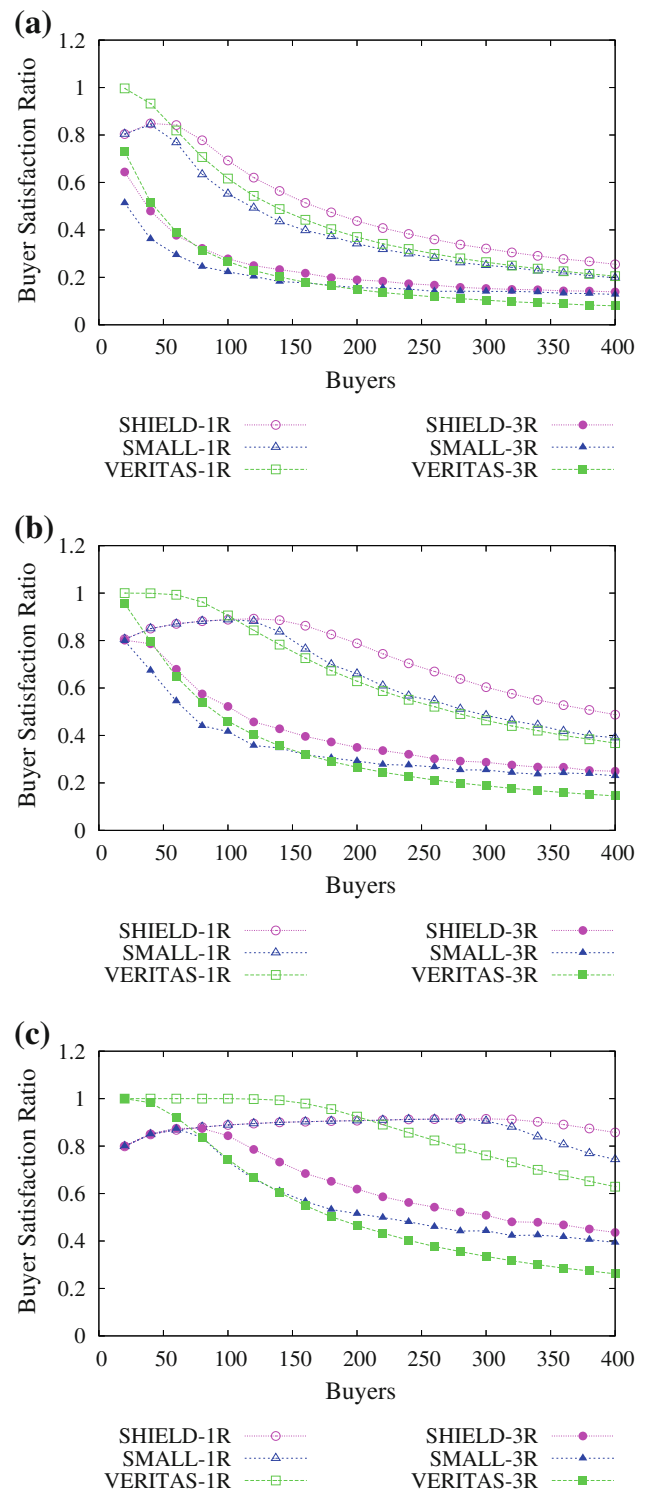 (a)
1.2
1
0.8
0.6
0.4
0.2
0
Buyer Satisfaction Ratio
0 50 100 150 200 250 300 350 400
Buyers
SHIELD-1R SHIELD-3R
SMALL-1R SMALL-3R
VERITAS-1R VERITAS-3R
(b)
1.2
1
0.8
0.6
0.4
0.2
0
Buyer Satisfaction Ratio
0 50 100 150 200 250 300 350 400
Buyers
SHIELD-1R SHIELD-3R
SMALL-1R SMALL-3R
VERITAS-1R VERITAS-3R
(c)
1.2
1
0.8
0.6
0.4
0.2
0
Buyer Satisfaction Ratio
0 50 100 150 200 250 300 350 400
Buyers
SHIELD-1R SHIELD-3R
SMALL-1R SMALL-3R
VERITAS-1R VERITAS-3R